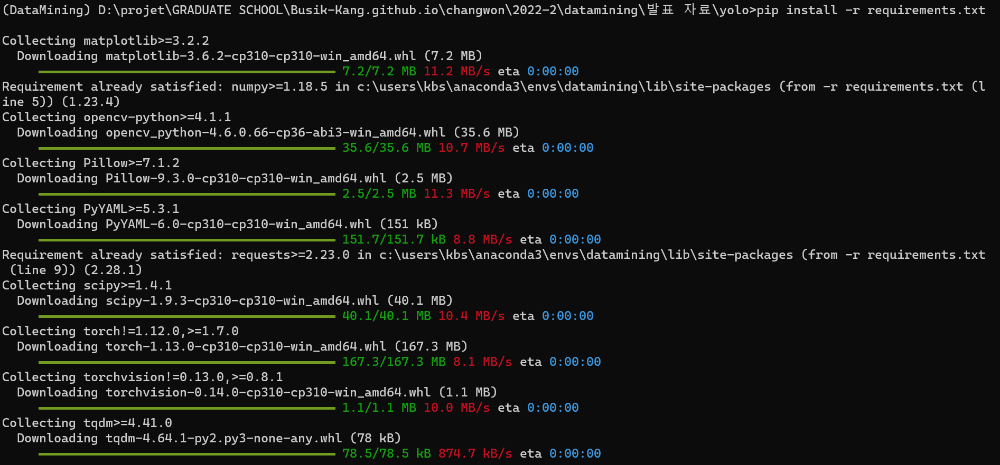 (DataMining) D:\projet\GRADUATE SCHOOL\Busik-Kang.github.io\changwon\2022-2\datamining\발표 자료\yolo>pip install -r requirements.txt
Collecting matplotlib>=3.2.2
  Downloading matplotlib-3.6.2-cp310-cp310-win_amd64.whl (7.2 MB)
7.2/7.2 MB 11.2 MB/s eta 0:00:00
Requirement already satisfied: numpy>=1.18.5 in c:\users\kbs\anaconda3\envs\datamining\lib\site-packages (from -r requirements.txt (l
ine 5)) (1.23.4)
Collecting opencv-python>=4.1.1
  Downloading opencv_python-4.6.0.66-cp36-abi3-win_amd64.whl (35.6 MB)
35.6/35.6 MB 10.7 MB/s eta 0:00:00
Collecting Pillow>=7.1.2
  Downloading Pillow-9.3.0-cp310-cp310-win_amd64.whl (2.5 MB)
2.5/2.5 MB 11.3 MB/s eta 0:00:00
Collecting PyYAML>=5.3.1
  Downloading PyYAML-6.0-cp310-cp310-win_amd64.whl (151 kB)
151.7/151.7 kB 8.8 MB/s eta 0:00:00
Requirement already satisfied: requests>=2.23.0 in c:\users\kbs\anaconda3\envs\datamining\lib\site-packages (from -r requirements.txt
 (line 9)) (2.28.1)
Collecting scipy>=1.4.1
  Downloading scipy-1.9.3-cp310-cp310-win_amd64.whl (40.1 MB)
40.1/40.1 MB 10.4 MB/s eta 0:00:00
Collecting torch!=1.12.0,>=1.7.0
  Downloading torch-1.13.0-cp310-cp310-win_amd64.whl (167.3 MB)
167.3/167.3 MB 8.1 MB/s eta 0:00:00
Collecting torchvision!=0.13.0,>=0.8.1
  Downloading torchvision-0.14.0-cp310-cp310-win_amd64.whl (1.1 MB)
1.1/1.1 MB 10.0 MB/s eta 0:00:00
Collecting tqdm>=4.41.0
  Downloading tqdm-4.64.1-py2.py3-none-any.whl (78 kB)
78.5/78.5 kB 874.7 kB/s eta 0:00:00